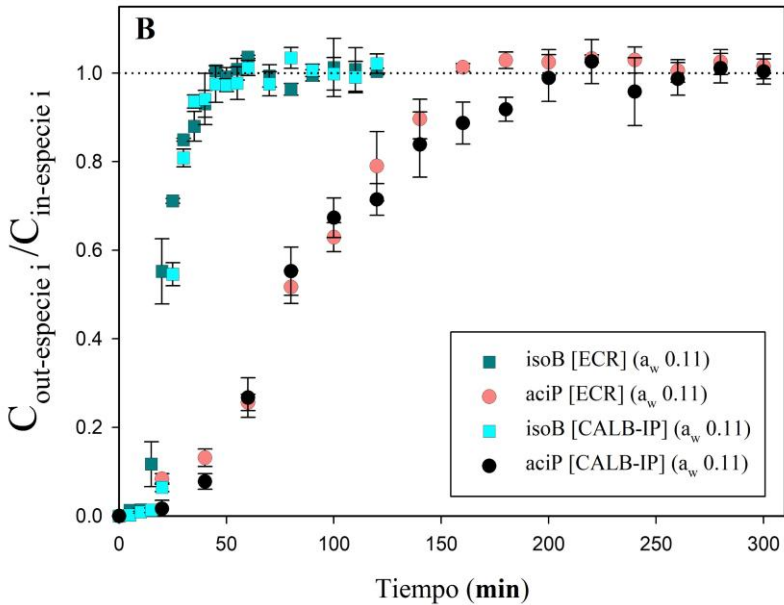 B
C_out-especie i /C_in-especie i
1.0
0.8
0.6
0.4
0.2
0.0
isoB [ECR] (a_w 0.11)
aciP [ECR] (a_w 0.11)
isoB [CALB-IP] (a_w 0.11)
aciP [CALB-IP] (a_w 0.11)
0 50 100 150 200 250 300
Tiempo (min)